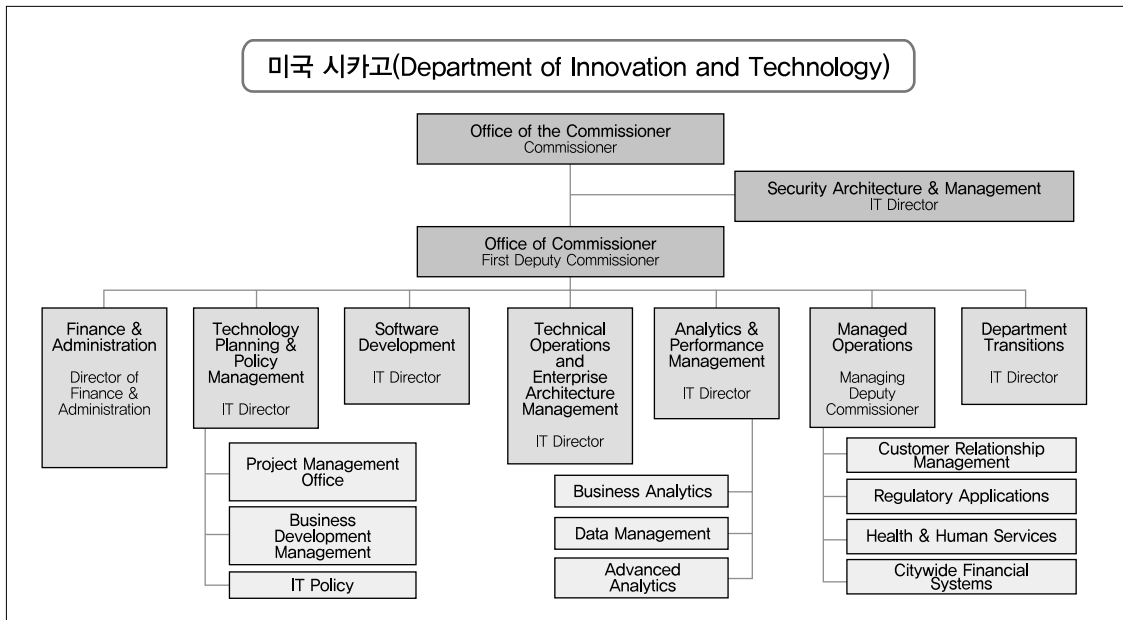 미국 시카고(Department of Innovation and Technology)
Office of the Commissioner
Commissioner
Security Architecture & Management
IT Director
Office of Commissioner
First Deputy Commissioner
Finance &
Administration
Director of
Finance &
Administration
Technology
Planning &
Policy
Management
IT Director
Project Management
Office
Business
Development
Management
IT Policy
Software
Development
IT Director
Technical
Operations
and
Enterprise
Architecture
Management
IT Director
Analytics &
Performance
Management
IT Director
Business Analytics
Data Management
Advanced
Analytics
Managed
Operations
Managing
Deputy
Commissioner
Customer Relationship
Management
Regulatory Applications
Health & Human Services
Citywide Financial
Systems
Department
Transitions
IT Director